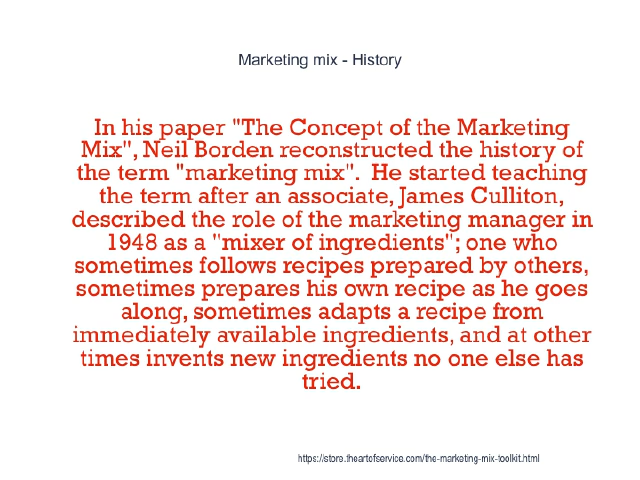 Marketing mix - History
In his paper "The Concept of the Marketing
Mix", Neil Borden reconstructed the history of
the term "marketing mix".  He started teaching
the term after an associate, James Culliton,
described the role of the marketing manager in
1948 as a "mixer of ingredients"; one who
sometimes follows recipes prepared by others,
sometimes prepares his own recipe as he goes
along, sometimes adapts a recipe from
immediately available ingredients, and at other
times invents new ingredients no one else has
tried.
https://store.theartofservice.com/the-marketing-mix-toolkit.html